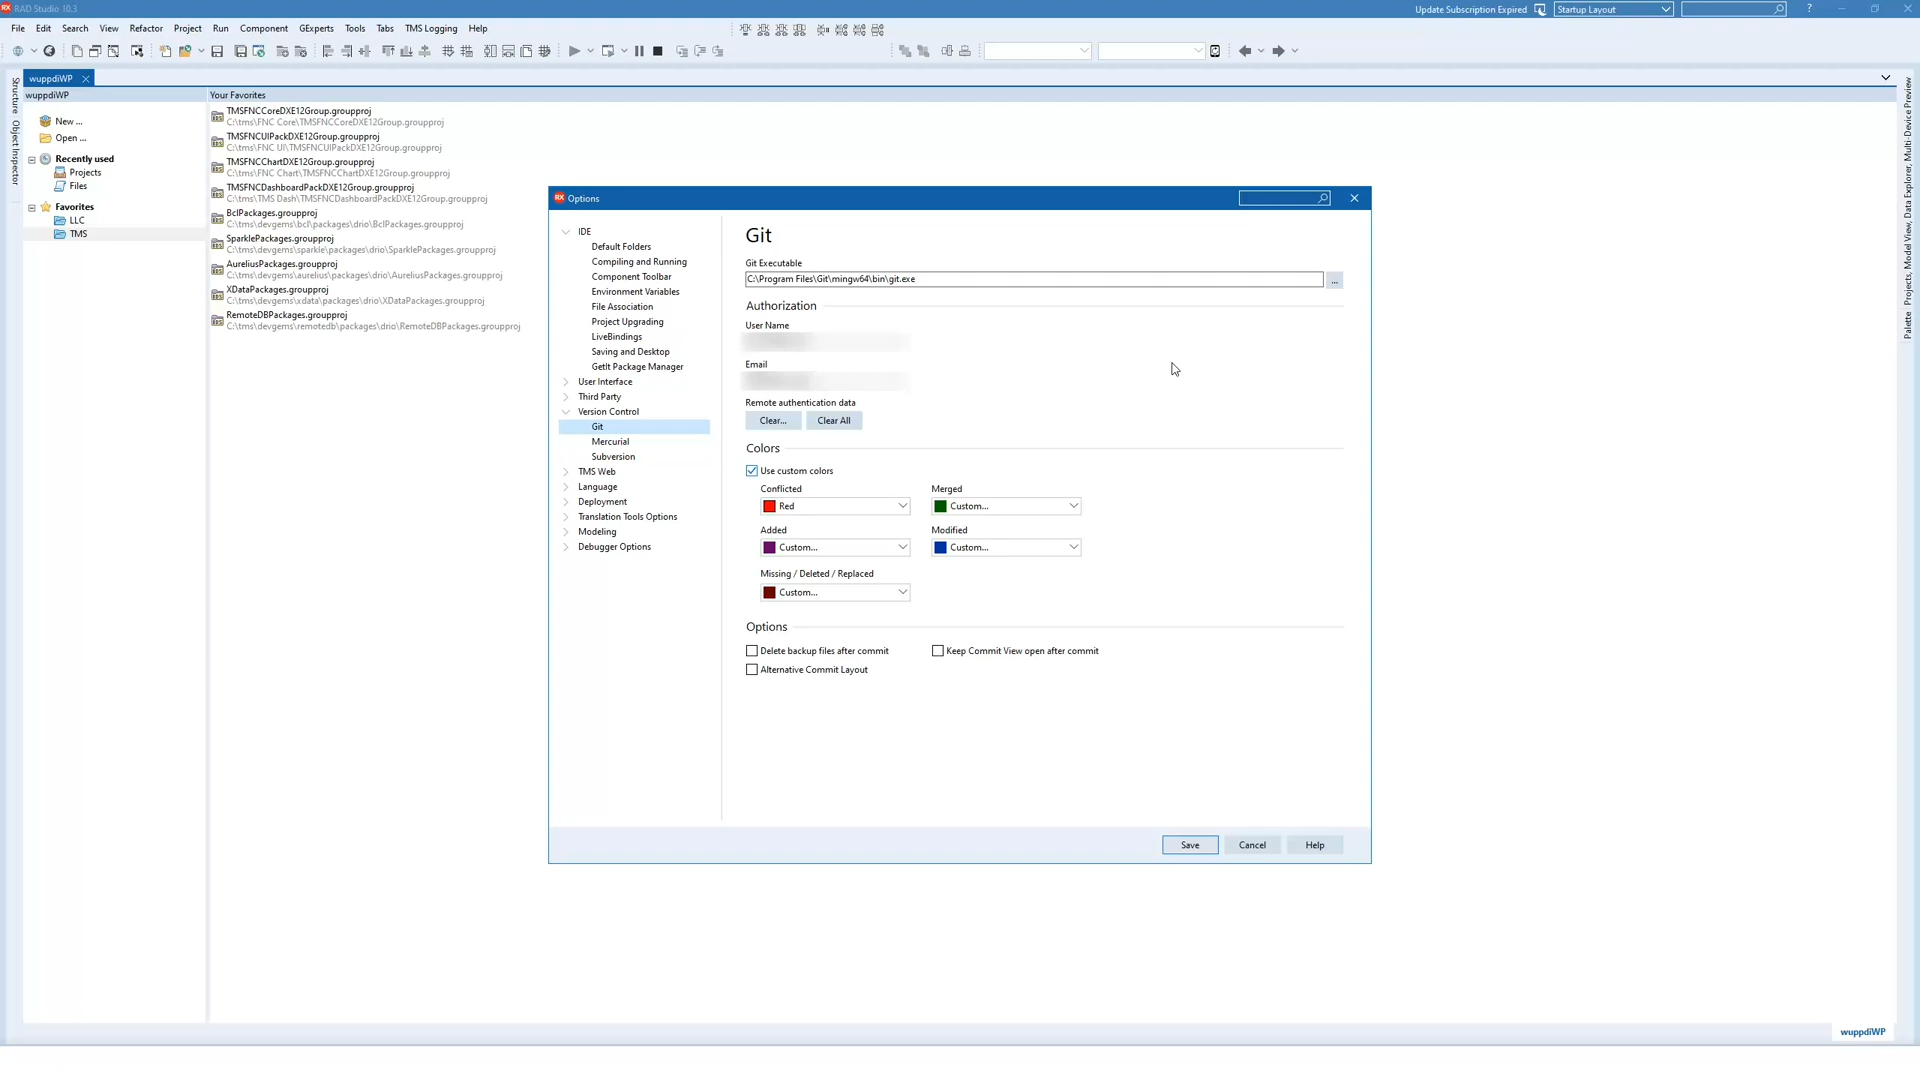 RAD Studio 10.3
Update Subscription Expired
Startup Layout
?
File Edit Search View Refactor Project Run Component GExperts Tools Tabs TMS Logging Help
wuppdiWP
wuppdiWP
Your Favorites
Structure
Object Inspector
New ...
Open ...
Recently used
Projects
Files
Favorites
LLC
TMS
TMSFNCCoreDXE12Group.groupproj
C:\tms\FNC Core\TMSFNCCoreDXE12Group.groupproj
TMSFNCUIPackDXE12Group.groupproj
C:\tms\FNC UI\TMSFNCUIPackDXE12Group.groupproj
TMSFNCChartDXE12Group.groupproj
C:\tms\FNC Chart\TMSFNCChartDXE12Group.groupproj
TMSFNCDashboardPackDXE12Group.groupproj
C:\tms\TMS Dash\TMSFNCDashboardPackDXE12Group.groupproj
BclPackages.groupproj
C:\tms\devgems\bcl\packages\drio\BclPackages.groupproj
SparklePackages.groupproj
C:\tms\devgems\sparkle\packages\drio\SparklePackages.groupproj
AureliusPackages.groupproj
C:\tms\devgems\aurelius\packages\drio\AureliusPackages.groupproj
XDataPackages.groupproj
C:\tms\devgems\xdata\packages\drio\XDataPackages.groupproj
RemoteDBPackages.groupproj
C:\tms\devgems\remotedb\packages\drio\RemoteDBPackages.groupproj
RX Options
IDE
Default Folders
Compiling and Running
Component Toolbar
Environment Variables
File Association
Project Upgrading
LiveBindings
Saving and Desktop
GetIt Package Manager
User Interface
Third Party
Version Control
Git
Mercurial
Subversion
TMS Web
Language
Deployment
Translation Tools Options
Modeling
Debugger Options
Git
Git Executable
C:\Program Files\Git\mingw64\bin\git.exe
...
Authorization
User Name
Email
Remote authentication data
Clear... Clear All
Colors
Use custom colors
Conflicted Merged
Red Custom...
Added Modified
Custom... Custom...
Missing / Deleted / Replaced
Custom...
Options
Delete backup files after commit Keep Commit View open after commit
Alternative Commit Layout
Save Cancel Help
Projects, Model View, Data Explorer, Multi-Device Preview
Palette
wuppdiWP